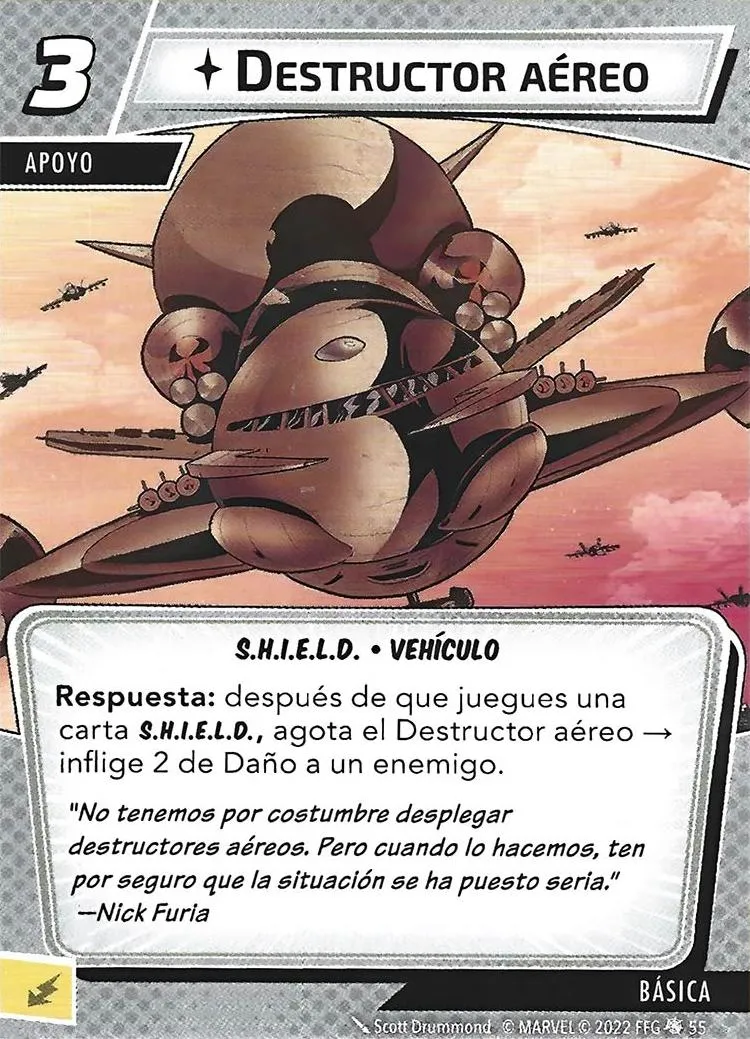 3
DESTRUCTOR AÉREO
APOYO
S.H.I.E.L.D. • VEHÍCULO
Respuesta: después de que juegues una
carta S.H.I.E.L.D., agota el Destructor aéreo →
inflige 2 de Daño a un enemigo.
"No tenemos por costumbre desplegar
destructores aéreos. Pero cuando lo hacemos, ten
por seguro que la situación se ha puesto seria."
—Nick Furia
BÁSICA
Scott Drummond © MARVEL © 2022 FFG 55